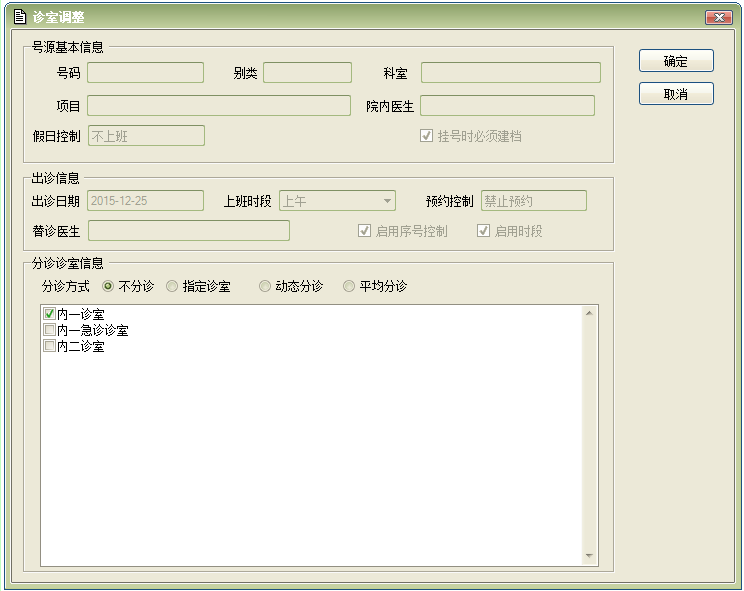 诊室调整
号源基本信息
号码 别类 科室
确定
项目 院内医生
取消
假日控制 不上班 挂号时必须建档
出诊信息
出诊日期 2015-12-25 上班时段 上午 预约控制 禁止预约
替诊医生 启用序号控制 启用时段
分诊诊室信息
分诊方式 不分诊 指定诊室 动态分诊 平均分诊
内一诊室
内一急诊诊室
内二诊室